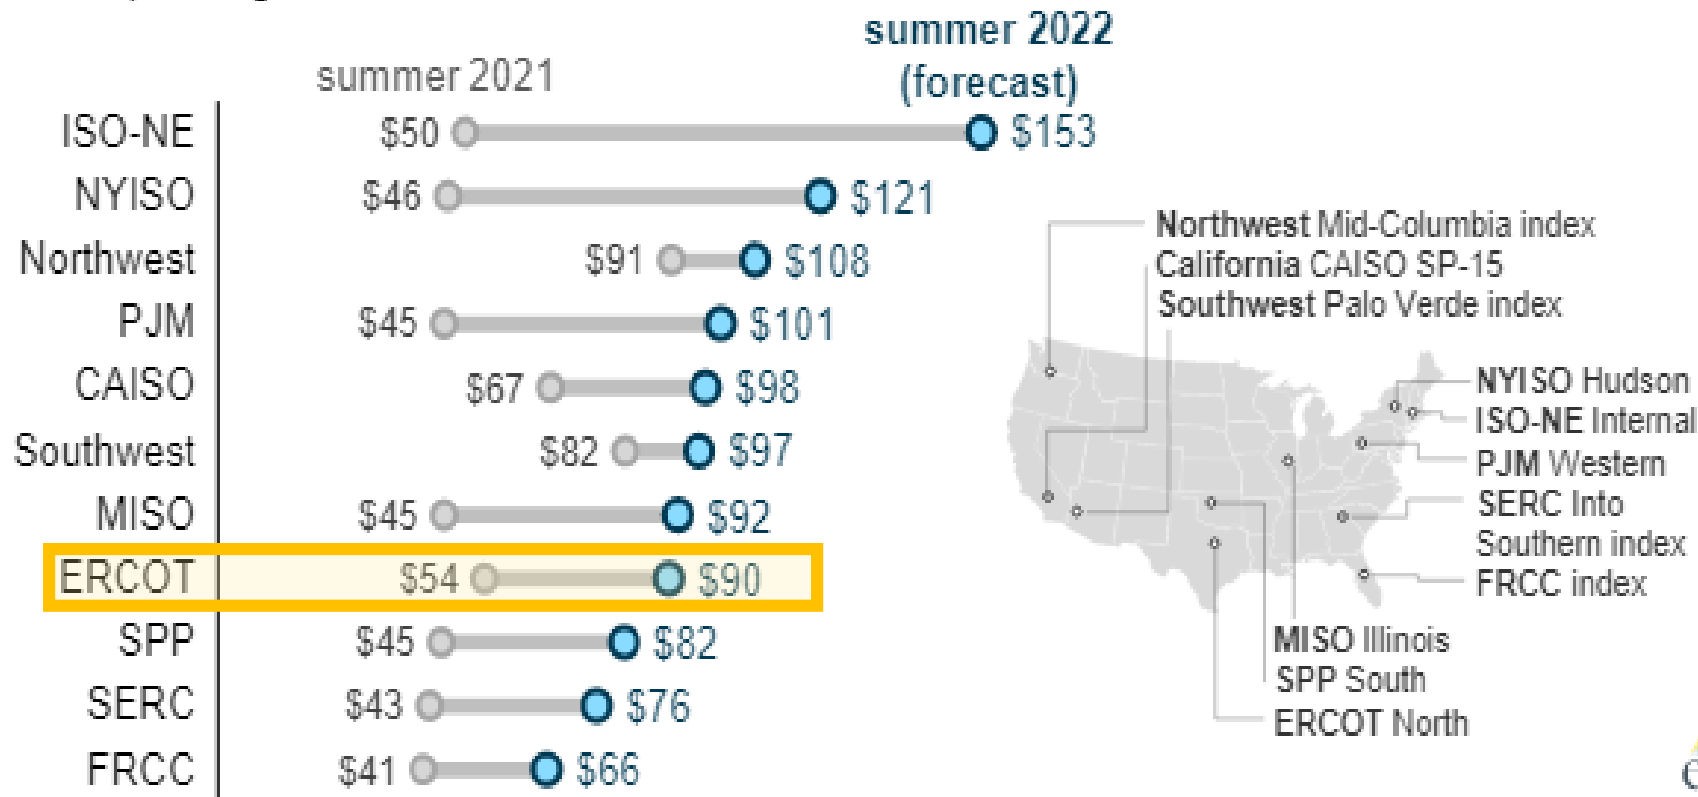 summer 2021
summer 2022
(forecast)
ISO-NE $50 $153
NYISO $46 $121
Northwest $91 $108
PJM $45 $101
CAISO $67 $98
Southwest $82 $97
MISO $45 $92
ERCOT $54 $90
SPP $45 $82
SERC $43 $76
FRCC $41 $66
Northwest Mid-Columbia index
California CAISO SP-15
Southwest Palo Verde index
NYISO Hudson
ISO-NE Internal
PJM Western
SERC Into
Southern index
FRCC index
MISO Illinois
SPP South
ERCOT North